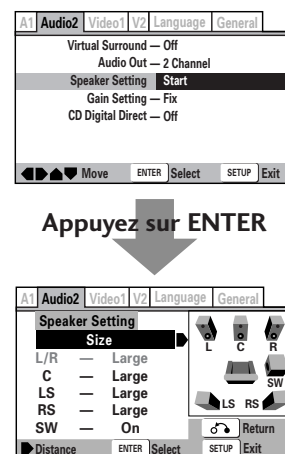 A1 Audio2 Video1 V2 Language General
Virtual Surround — Off
Audio Out — 2 Channel
Speaker Setting Start
Gain Setting — Fix
CD Digital Direct — Off
Move ENTER Select SETUP Exit
Appuyez sur ENTER
A1 Audio2 Video1 V2 Language General
Speaker Setting
Size
L/R — Large
C — Large
LS — Large
RS — Large
SW — On
L C R
SW
LS RS
Return
Distance ENTER Select SETUP Exit